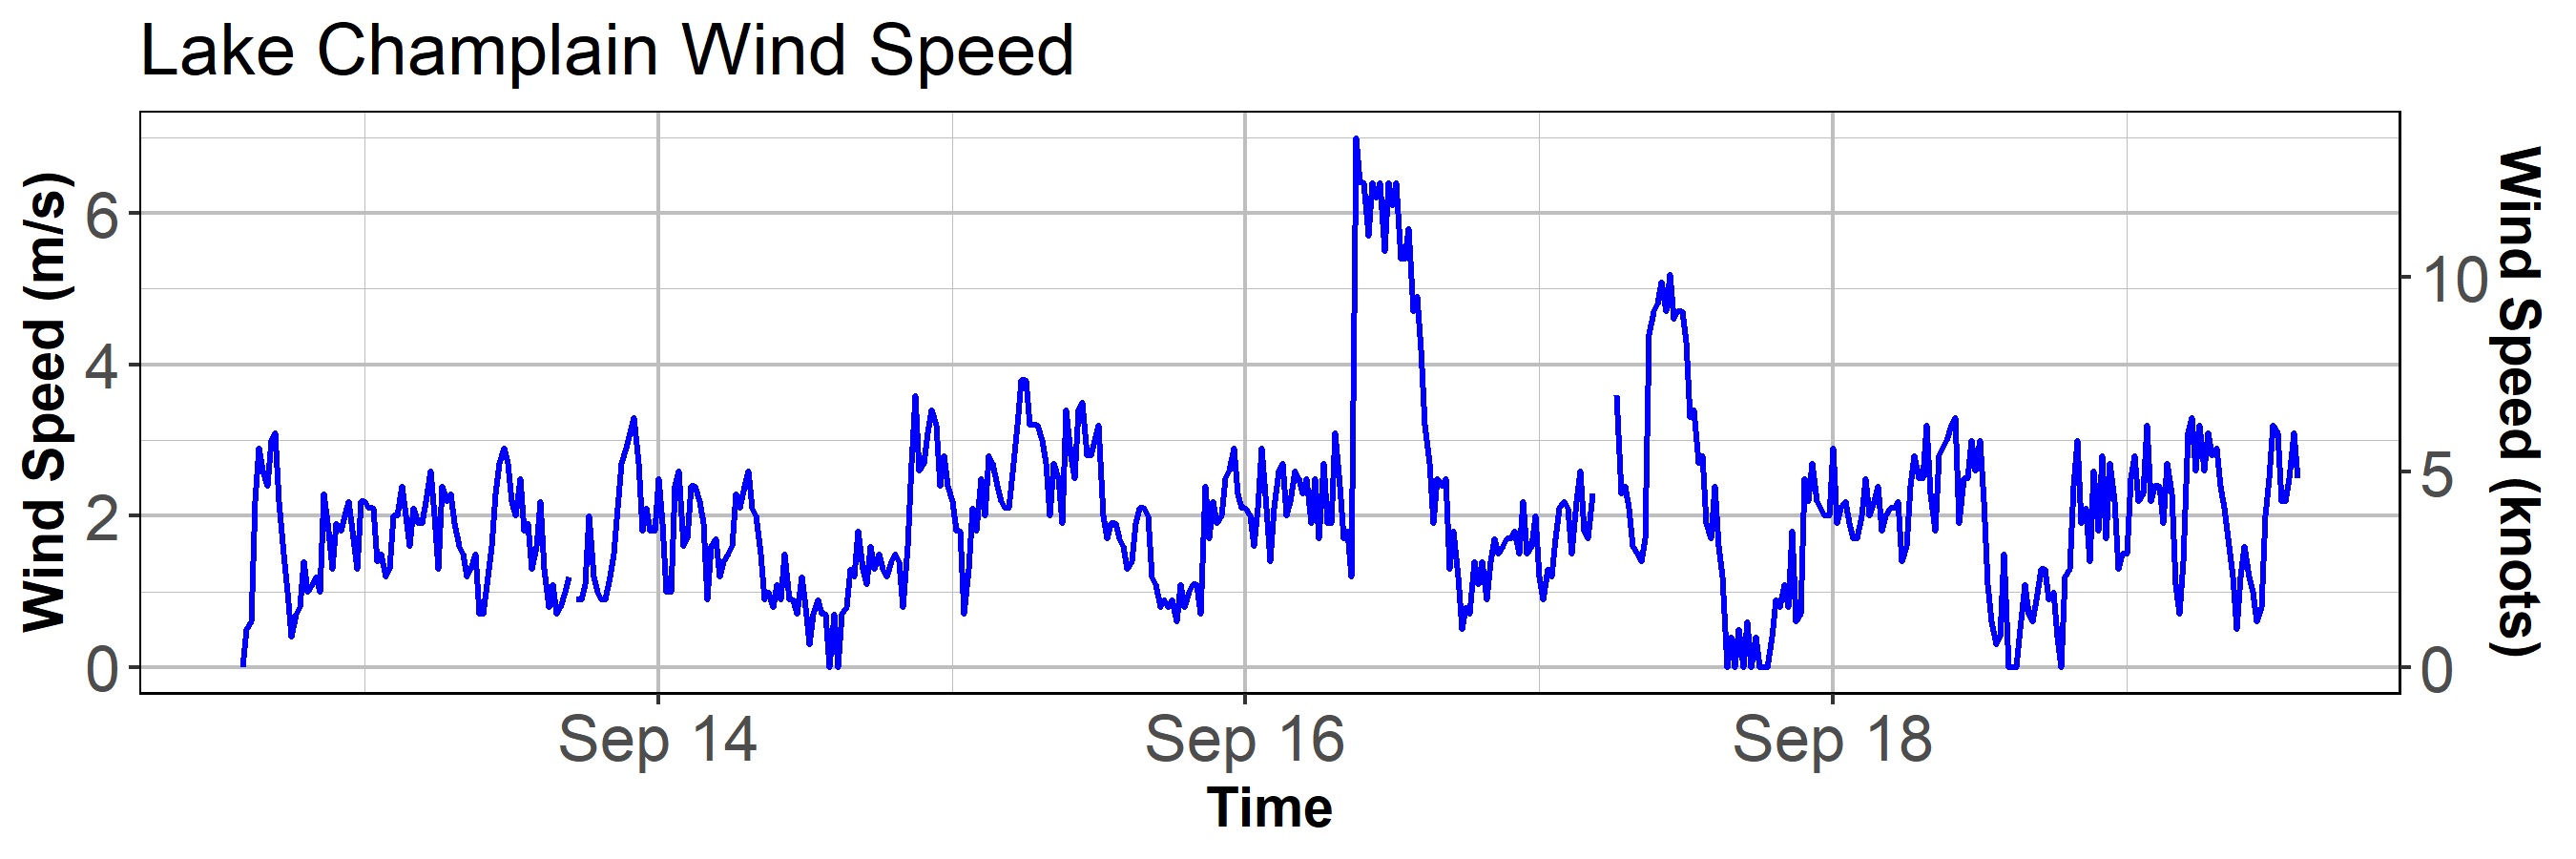 Lake Champlain Wind Speed
Wind Speed (m/s)
6
4
2
0
10
5
0
Wind Speed (knots)
Sep 14
Sep 16
Sep 18
Time